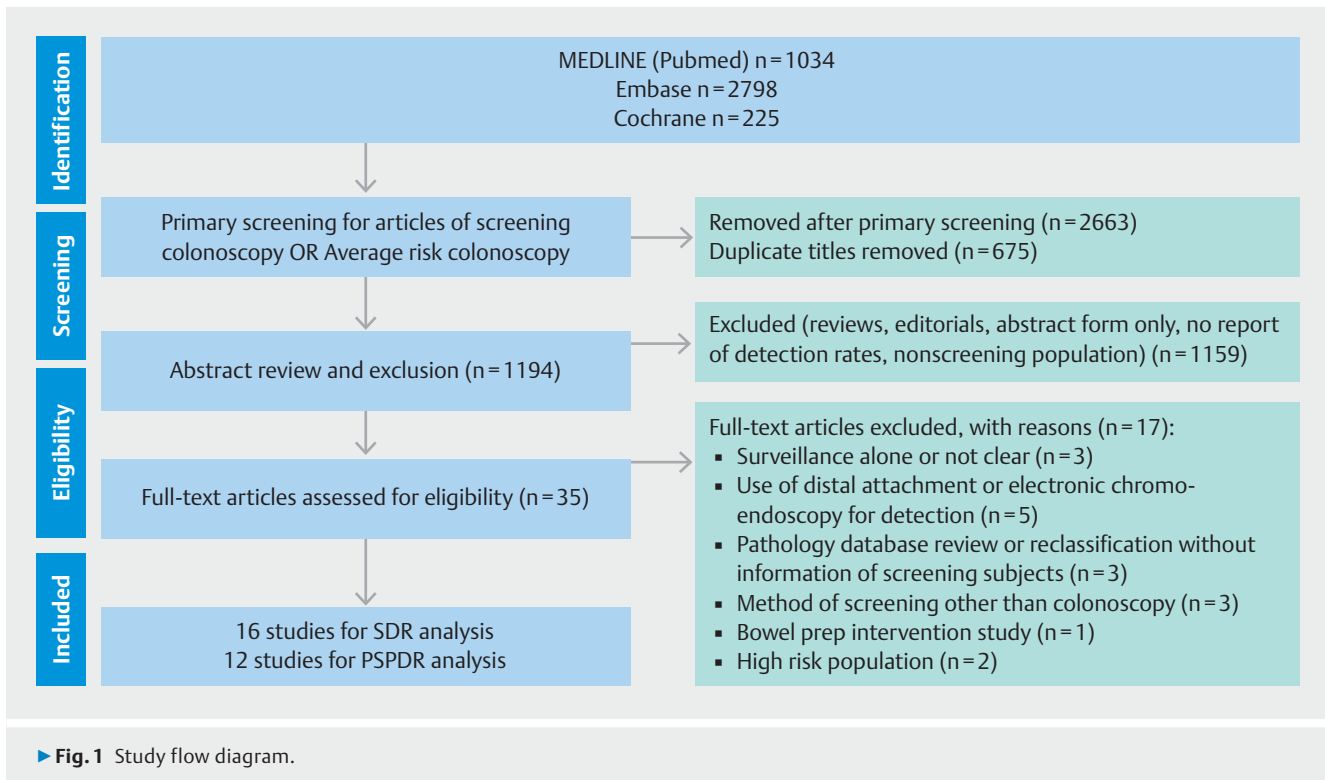 Identification
MEDLINE (Pubmed) n=1034
Embase n=2798
Cochrane n=225
Screening
Primary screening for articles of screening
colonoscopy OR Average risk colonoscopy
Removed after primary screening (n=2663)
Duplicate titles removed (n=675)
Abstract review and exclusion (n=1194)
Excluded (reviews, editorials, abstract form only, no report
of detection rates, nonscreening population) (n=1159)
Eligibility
Full-text articles assessed for eligibility (n=35)
Full-text articles excluded, with reasons (n=17):
▪ Surveillance alone or not clear (n=3)
▪ Use of distal attachment or electronic chromo-
endoscopy for detection (n=5)
▪ Pathology database review or reclassification without
information of screening subjects (n=3)
▪ Method of screening other than colonoscopy (n=3)
▪ Bowel prep intervention study (n=1)
▪ High risk population (n=2)
Included
16 studies for SDR analysis
12 studies for PSPDR analysis
▶ Fig. 1 Study flow diagram.